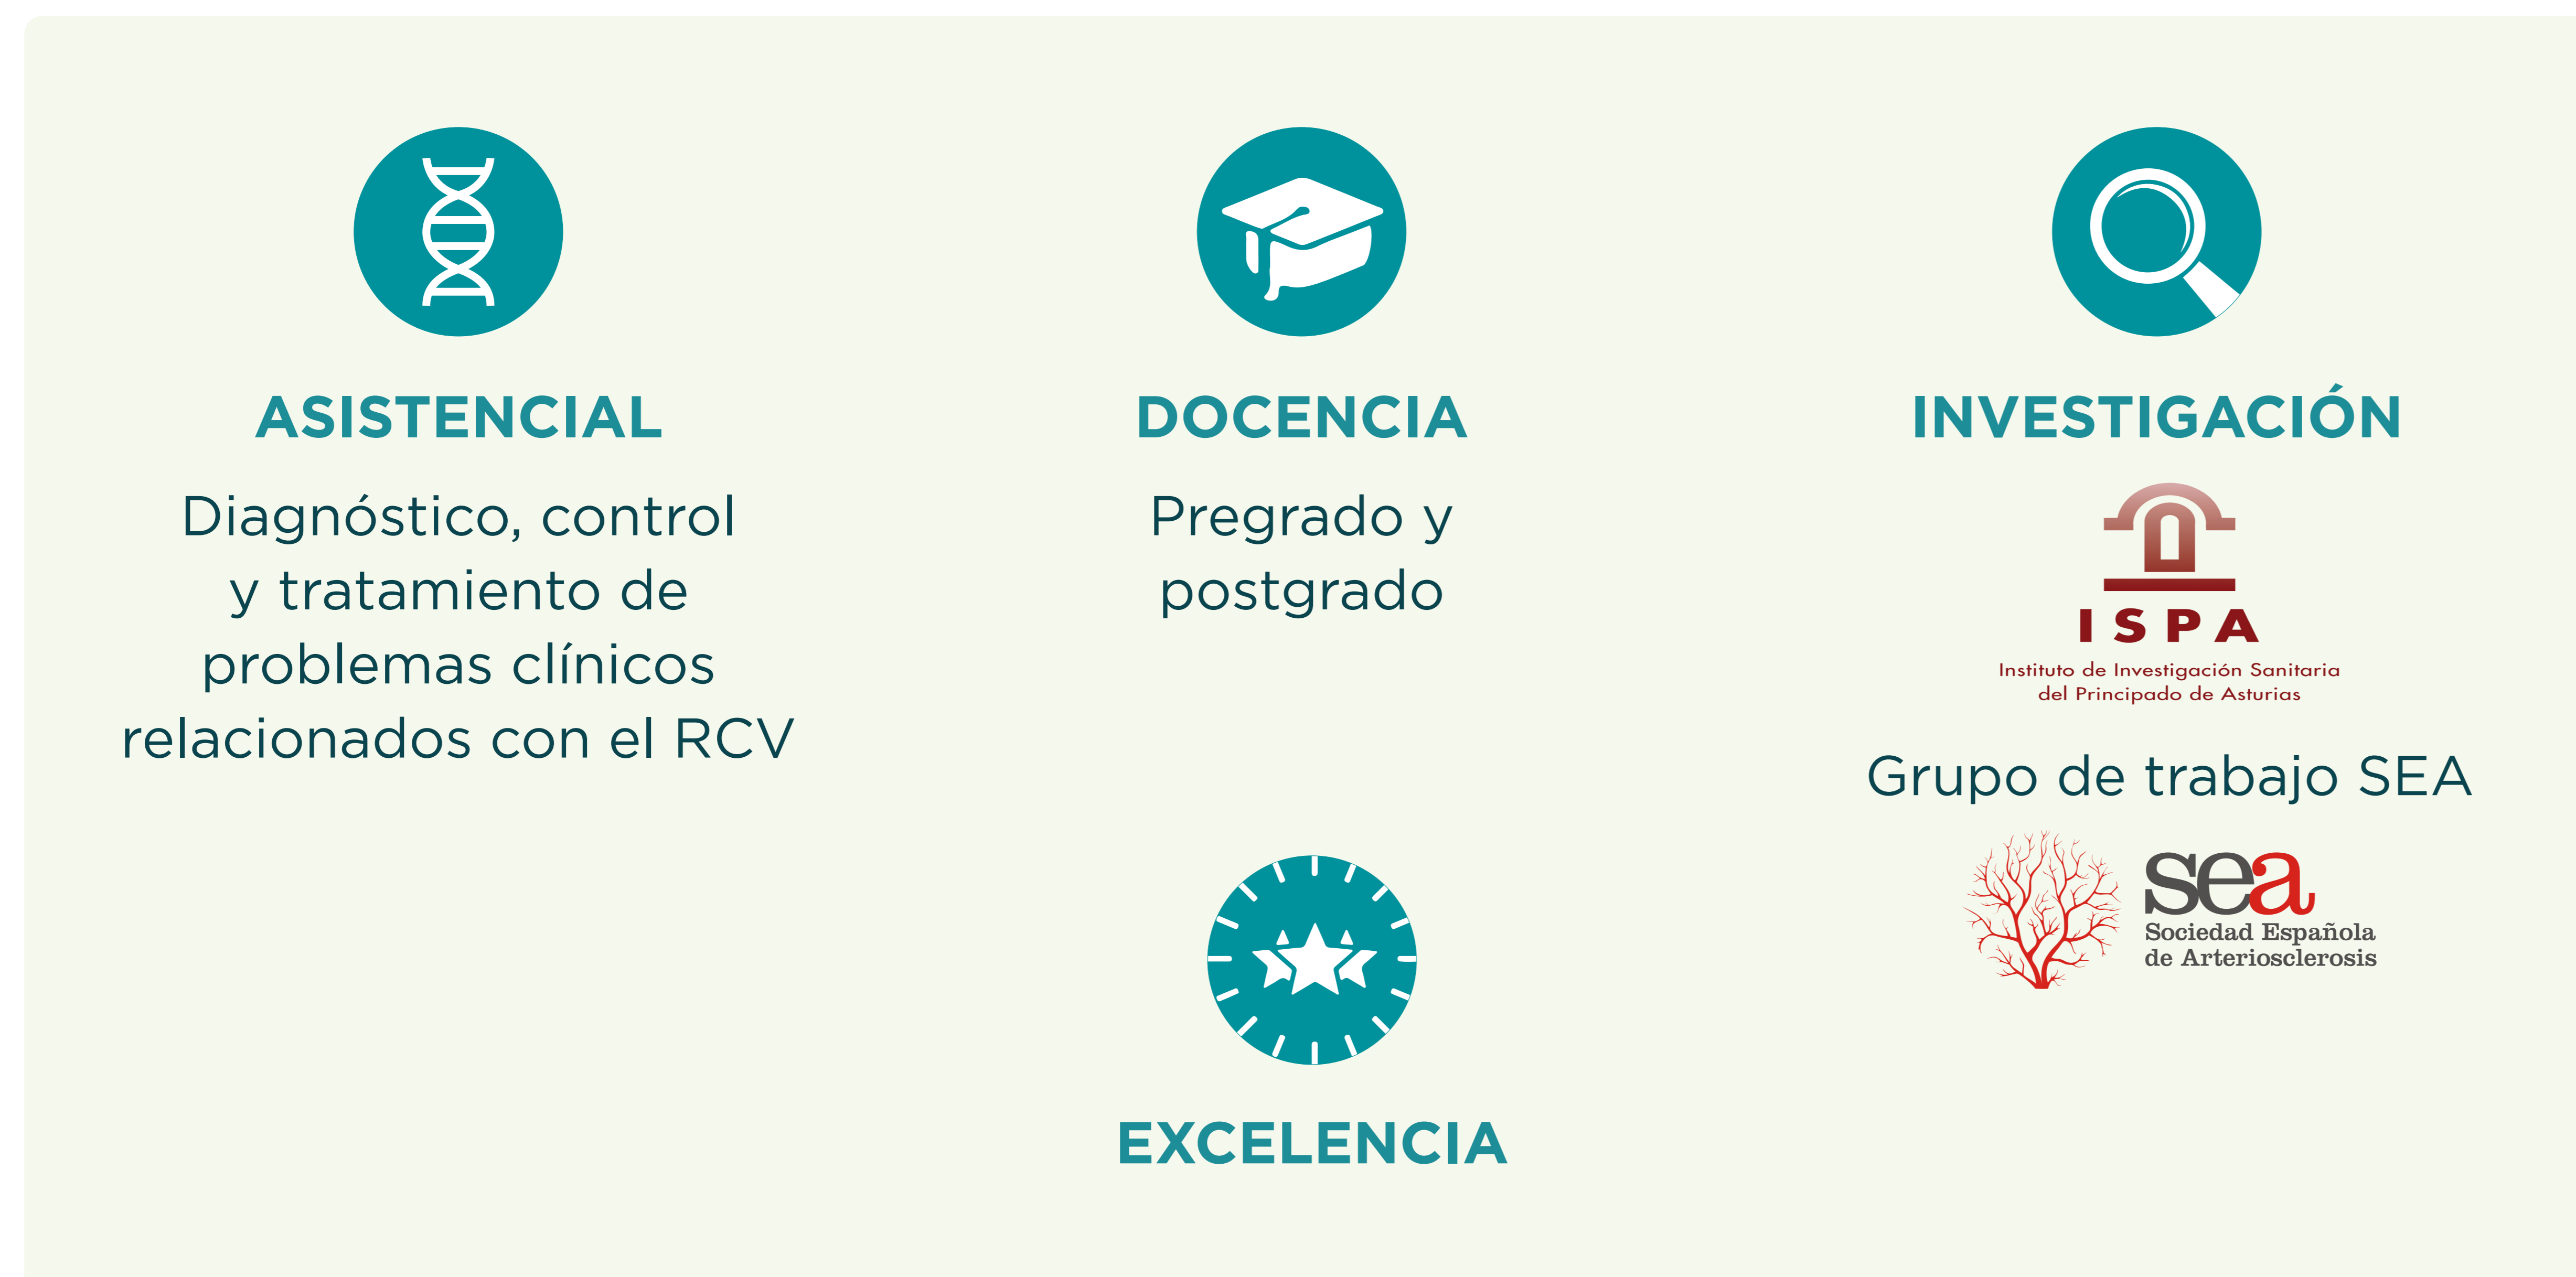 ASISTENCIAL
Diagnóstico, control
y tratamiento de
problemas clínicos
relacionados con el RCV
DOCENCIA
Pregrado y
postgrado
INVESTIGACIÓN
ISPA
Instituto de Investigación Sanitaria
del Principado de Asturias
Grupo de trabajo SEA
sea
Sociedad Española
de Arteriosclerosis
EXCELENCIA